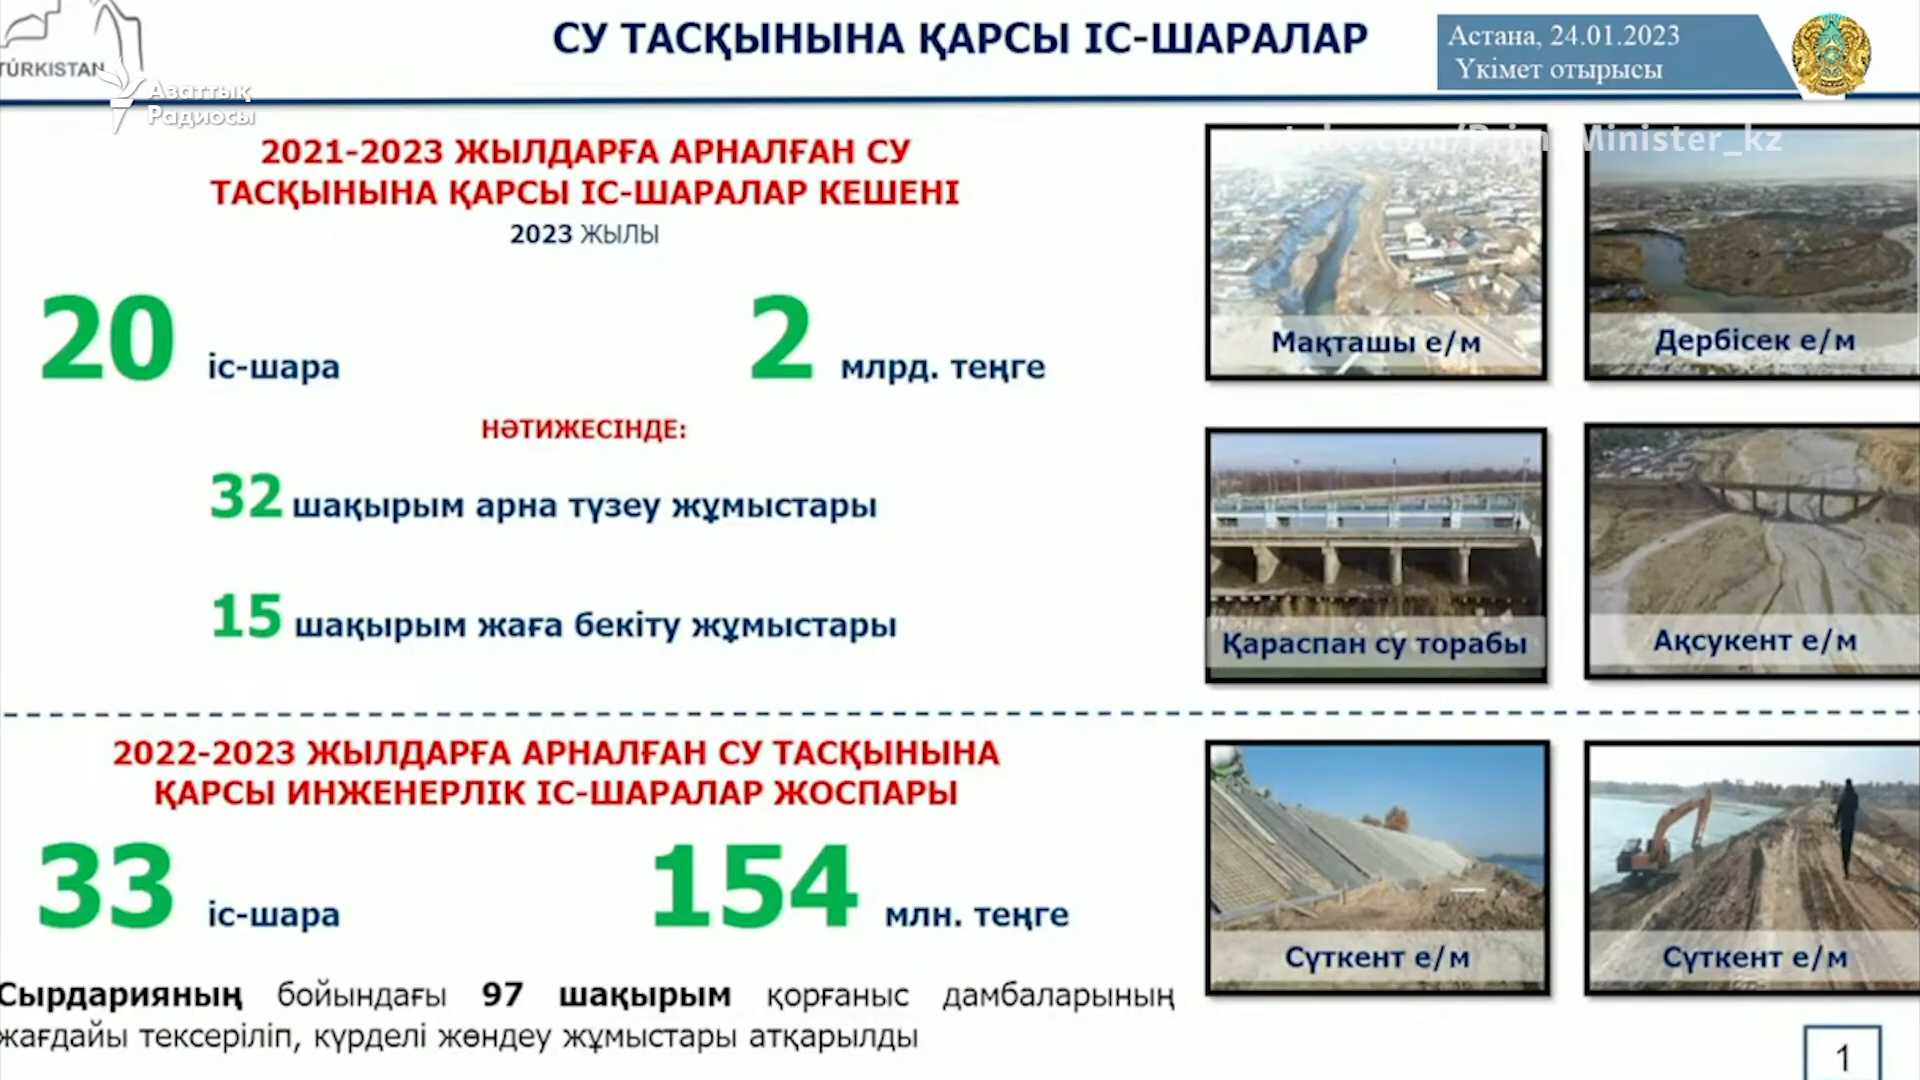 СУ ТАСҚЫНЫНА ҚАРСЫ ІС-ШАРАЛАР
Астана, 24.01.2023
Үкімет отырысы
TÚRKISTAN
Азаттық
Радиосы
2021-2023 ЖЫЛДАРҒА АРНАЛҒАН СУ
ТАСҚЫНЫНА ҚАРСЫ ІС-ШАРАЛАР КЕШЕНІ
2023 ЖЫЛЫ
20 іс-шара
2 млрд. теңге
НӘТИЖЕСІНДЕ:
32 шақырым арна түзеу жұмыстары
15 шақырым жаға бекіту жұмыстары
Мақташы е/м
Дербісек е/м
Қараспан су торабы
Ақсукент е/м
2022-2023 ЖЫЛДАРҒА АРНАЛҒАН СУ ТАСҚЫНЫНА
ҚАРСЫ ИНЖЕНЕРЛІК ІС-ШАРАЛАР ЖОСПАРЫ
33 іс-шара
154 млн. теңге
Сырдарияның бойындағы 97 шақырым қорғаныс дамбаларының
жағдайы тексеріліп, күрделі жөндеу жұмыстары атқарылды
Сүткент е/м
Сүткент е/м
1